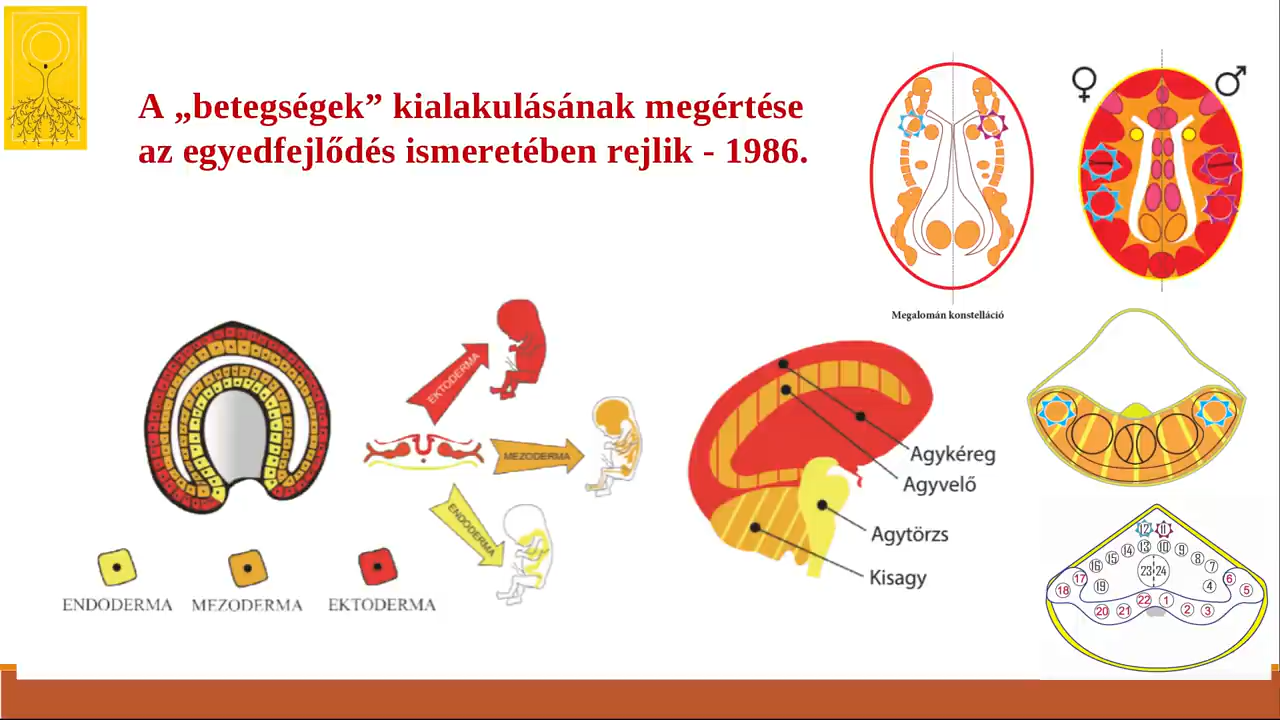 A „betegségek” kialakulásának megértése
az egyedfejlődés ismeretében rejlik - 1986.
♀ ♂
Megalomán konstelláció
EKTODERMA
MEZODERMA
ENDODERMA
Agykéreg
Agyvelő
Agytörzs
Kisagy
ENDODERMA MEZODERMA EKTODERMA
12 11
16 15 14 13 10 9 8 7
17 19 23 24 4 6
18 5
20 21 22 1 2 3